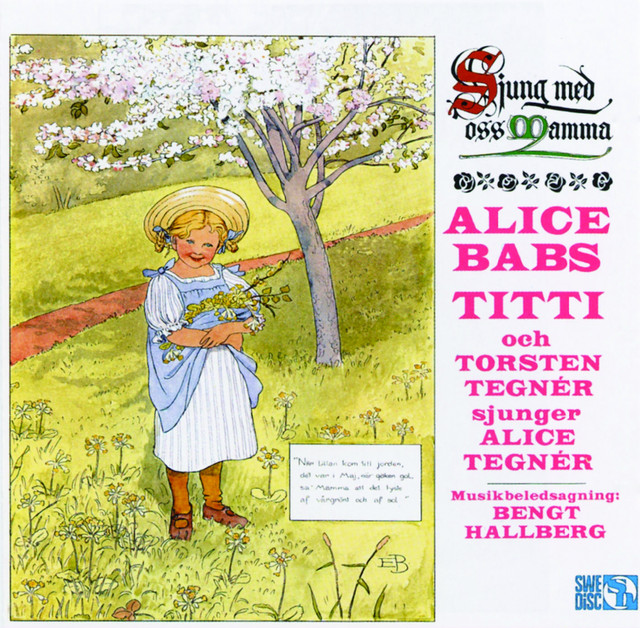 Sjung med
oss Mamma
ALICE
BABS
TITTI
och
TORSTEN
TEGNÉR
sjunger
ALICE
TEGNÉR
Musikbeledsagning:
BENGT
HALLBERG
"När Lillan kom till jorden,
det var i Maj, när göken gol,
sa' Mamma att det lyste
af vårgrönt och af sol."
EB
SWE
DISC